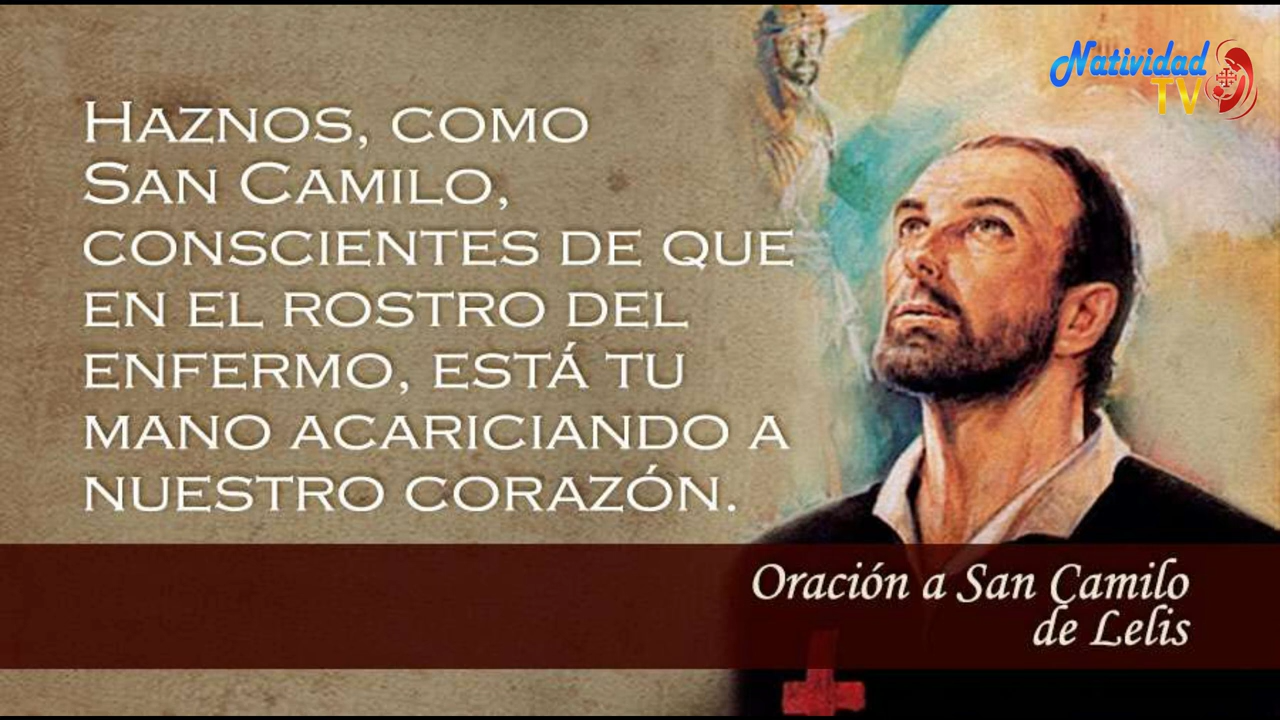 Natividad
TV
HAZNOS, COMO
SAN CAMILO,
CONSCIENTES DE QUE
EN EL ROSTRO DEL
ENFERMO, ESTÁ TU
MANO ACARICIANDO A
NUESTRO CORAZÓN.
Oración a San Camilo
de Lelis